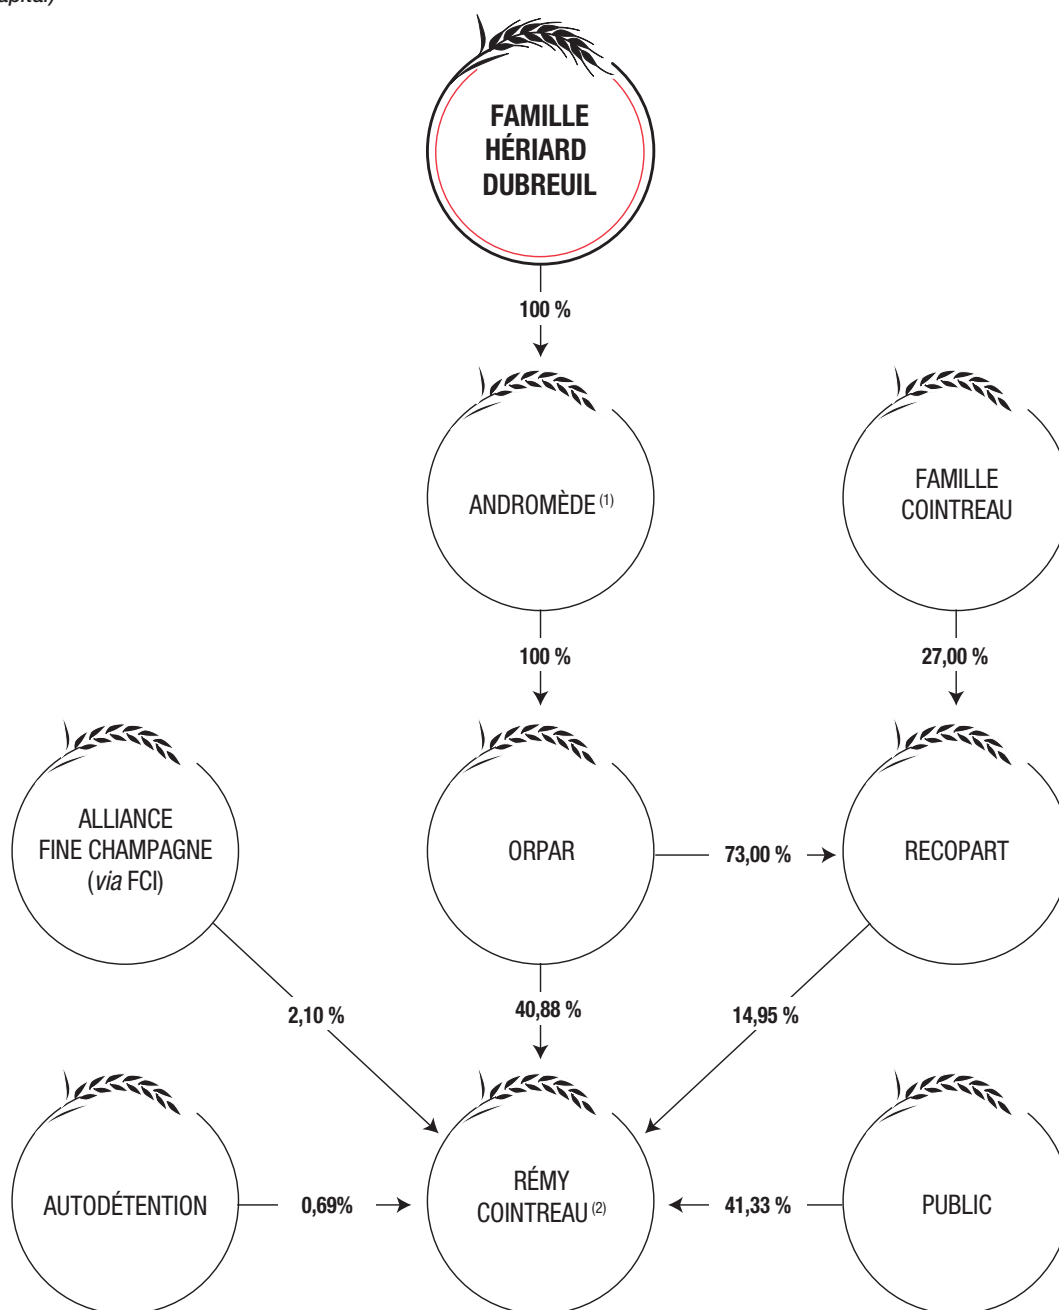 FAMILLE
HÉRIARD
DUBREUIL
100 %
ANDROMÈDE (1)
FAMILLE
COINTREAU
100 %
27,00 %
ALLIANCE
FINE CHAMPAGNE
(via FCI)
ORPAR
73,00 %
RECOPART
2,10 %
40,88 %
14,95 %
AUTODÉTENTION
0,69%
RÉMY
COINTREAU (2)
41,33 %
PUBLIC